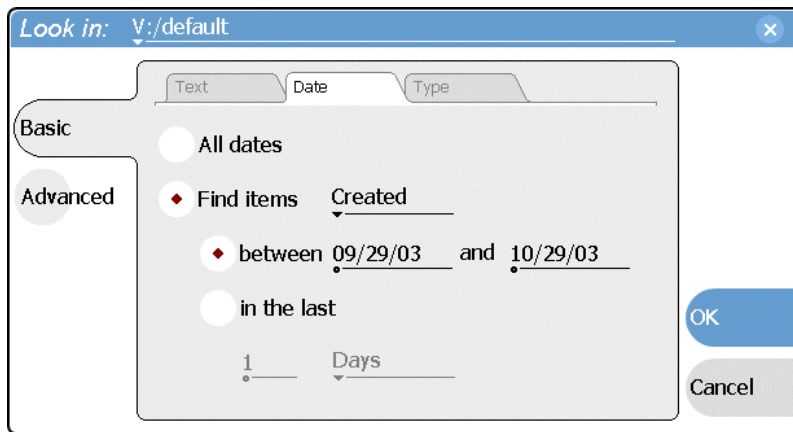 Look in: V:/default
Text Date Type
Basic
All dates
Advanced
Find items Created
between 09/29/03 and 10/29/03
in the last
OK
1 Days
Cancel